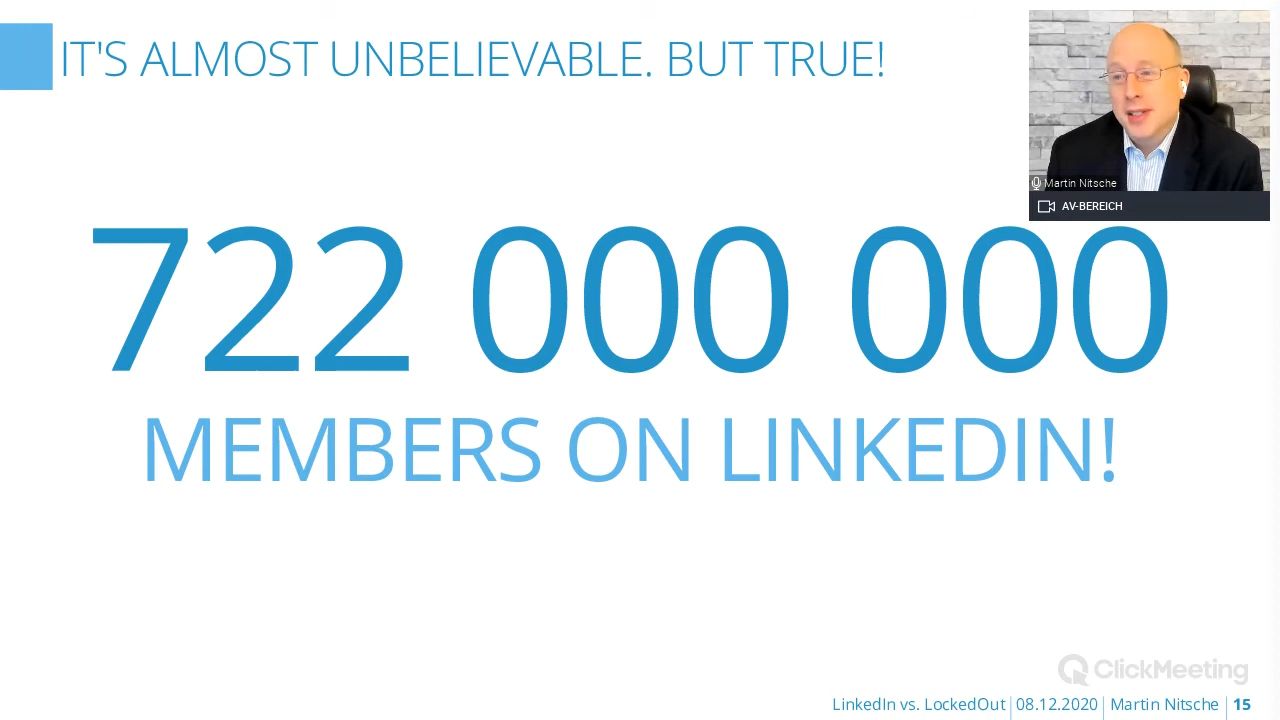 IT'S ALMOST UNBELIEVABLE. BUT TRUE!
Martin Nitsche
AV-BEREICH
722 000 000
MEMBERS ON LINKEDIN!
ClickMeeting
LinkedIn vs. LockedOut | 08.12.2020 | Martin Nitsche | 15